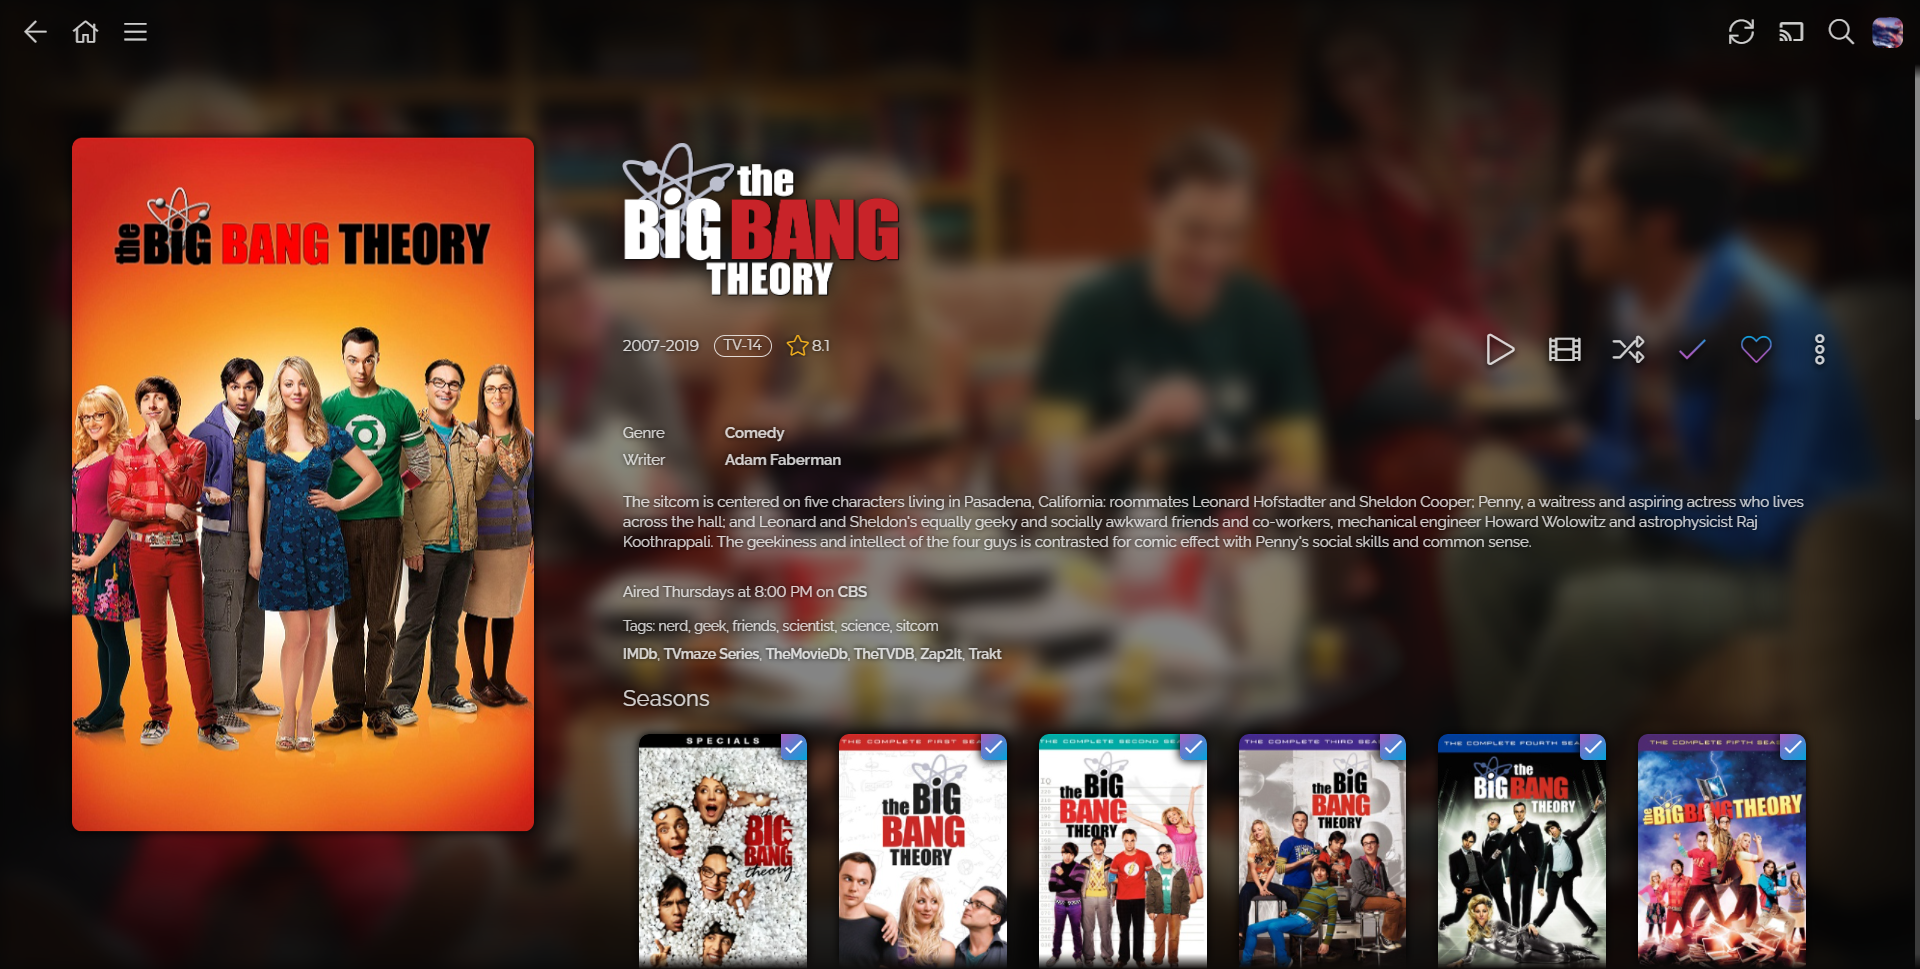 the
BiG BANG THEORY
the
BiG BANG
THEORY
2007-2019 TV-14 8.1
Genre Comedy
Writer Adam Faberman
The sitcom is centered on five characters living in Pasadena, California: roommates Leonard Hofstadter and Sheldon Cooper; Penny, a waitress and aspiring actress who lives
across the hall; and Leonard and Sheldon's equally geeky and socially awkward friends and co-workers, mechanical engineer Howard Wolowitz and astrophysicist Raj
Koothrappali. The geekiness and intellect of the four guys is contrasted for comic effect with Penny's social skills and common sense.
Aired Thursdays at 8:00 PM on CBS
Tags: nerd, geek, friends, scientist, science, sitcom
IMDb, TVmaze Series, TheMovieDb, TheTVDB, Zap2It, Trakt
Seasons
SPECIALS
BIG
BANG
theory
THE COMPLETE FIRST SEA
the BiG
BANG
THEORY
THE COMPLETE SECOND SE
the BiG
BANG
THEORY
THE COMPLETE THIRD SEA
the BiG
BANG
THEORY
THE COMPLETE FOURTH SEA
the
BiG BANG
THEORY
THE COMPLETE FIFTH SEA
the BIG BANG THEORY